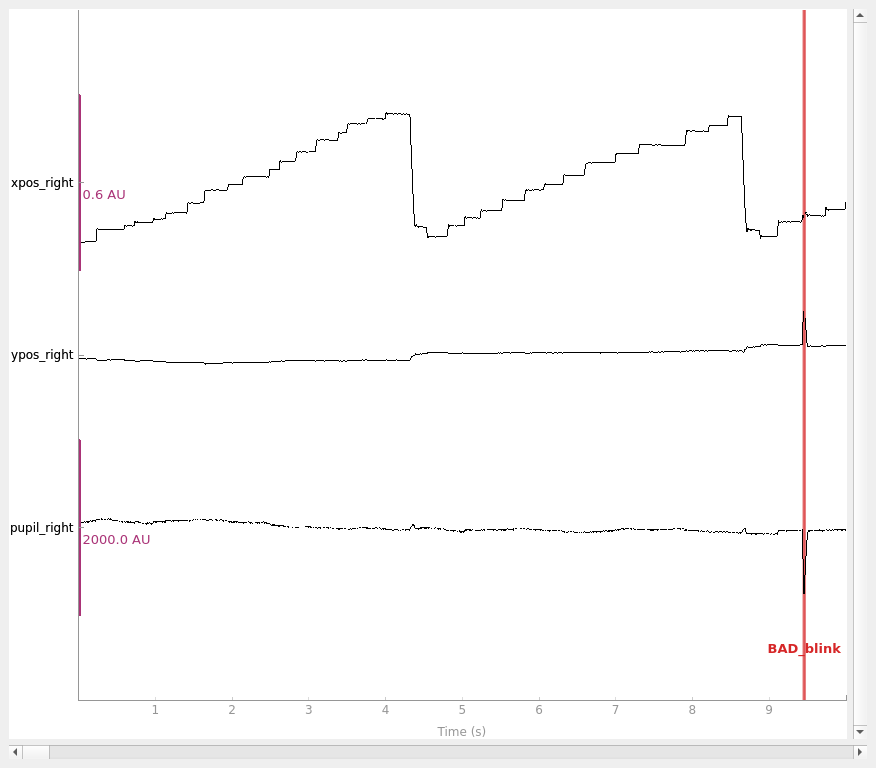 xpos_right
0.6 AU
ypos_right
pupil_right
2000.0 AU
BAD_blink
1 2 3 4 5 6 7 8 9
Time (s)